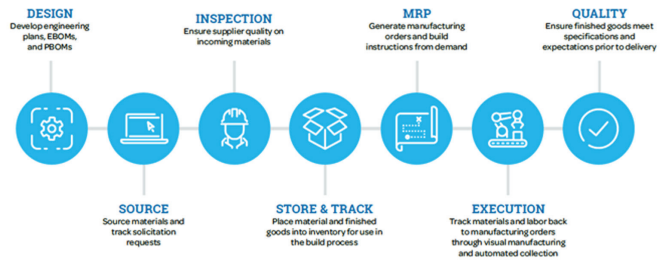 DESIGN
Develop engineering
plans, EBOMs,
and PBOMs
INSPECTION
Ensure supplier quality on
incoming materials
MRP
Generate manufacturing
orders and build
instructions from demand
QUALITY
Ensure finished goods meet
specifications and
expectations prior to delivery
SOURCE
Source materials and
track solicitation
requests
STORE & TRACK
Place material and finished
goods into inventory for use in
the build process
EXECUTION
Track materials and labor back
to manufacturing orders
through visual manufacturing
and automated collection